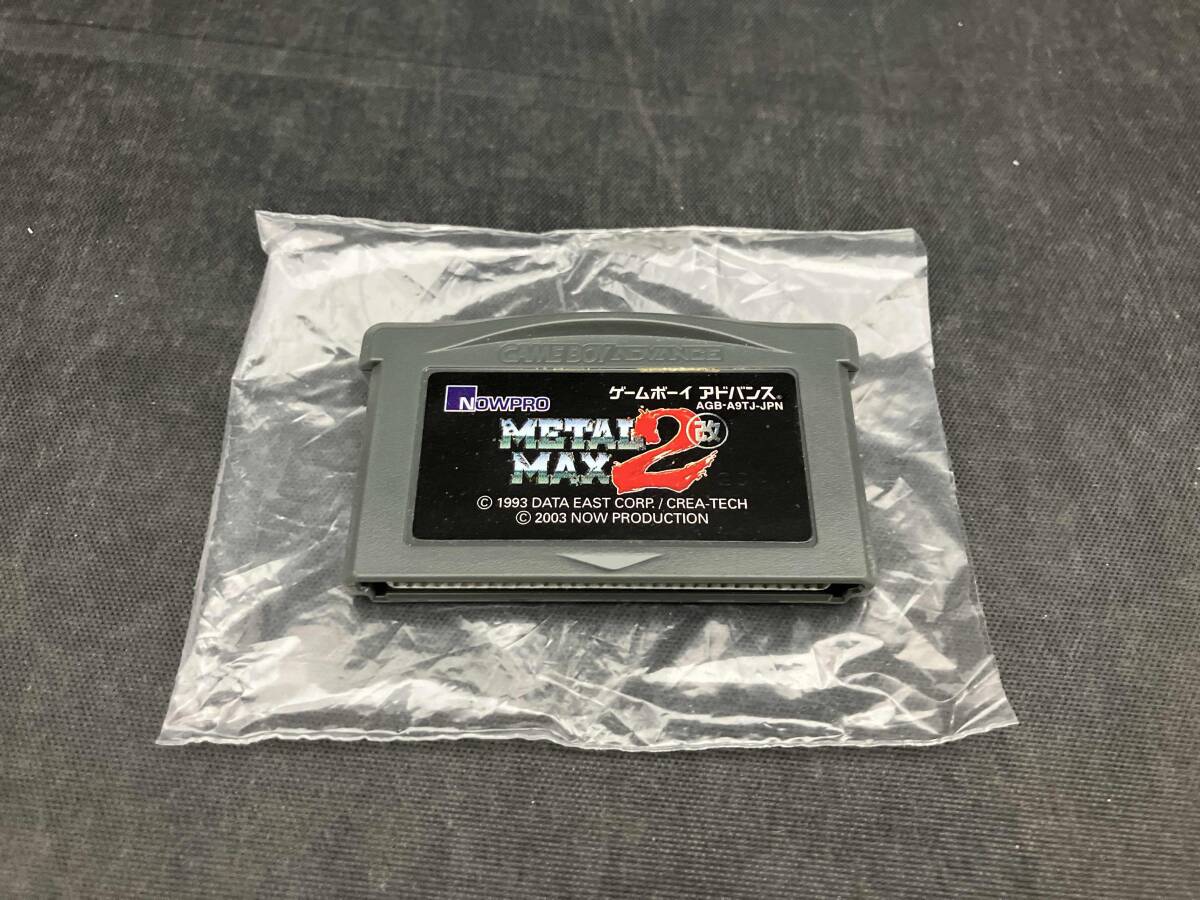 GAME BOY ADVANCE
NOWPRO
ゲームボーイ アドバンス®
AGB-A9TJ-JPN
METAL
MAX 2 改
© 1993 DATA EAST CORP. / CREA-TECH
© 2003 NOW PRODUCTION